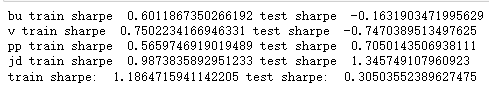 bu train sharpe 0.6011867350266192 test sharpe -0.1631903471995629
v train sharpe 0.7502234166946331 test sharpe -0.7470389513497625
pp train sharpe 0.5659746919019489 test sharpe 0.7050143506938111
jd train sharpe 0.9873835892951233 test sharpe 1.345749107960923
train sharpe: 1.1864715941142205 test sharpe: 0.30503552389627475